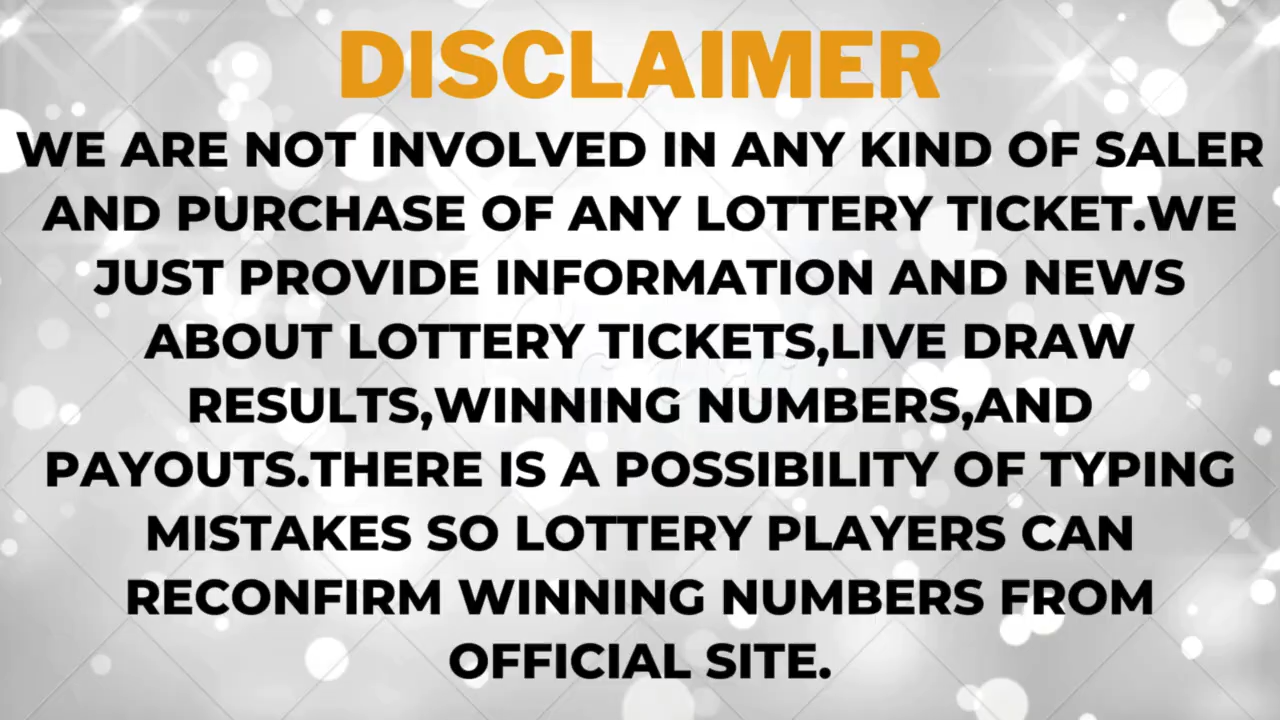 DISCLAIMER
WE ARE NOT INVOLVED IN ANY KIND OF SALER
AND PURCHASE OF ANY LOTTERY TICKET.WE
JUST PROVIDE INFORMATION AND NEWS
ABOUT LOTTERY TICKETS,LIVE DRAW
RESULTS,WINNING NUMBERS,AND
PAYOUTS.THERE IS A POSSIBILITY OF TYPING
MISTAKES SO LOTTERY PLAYERS CAN
RECONFIRM WINNING NUMBERS FROM
OFFICIAL SITE.